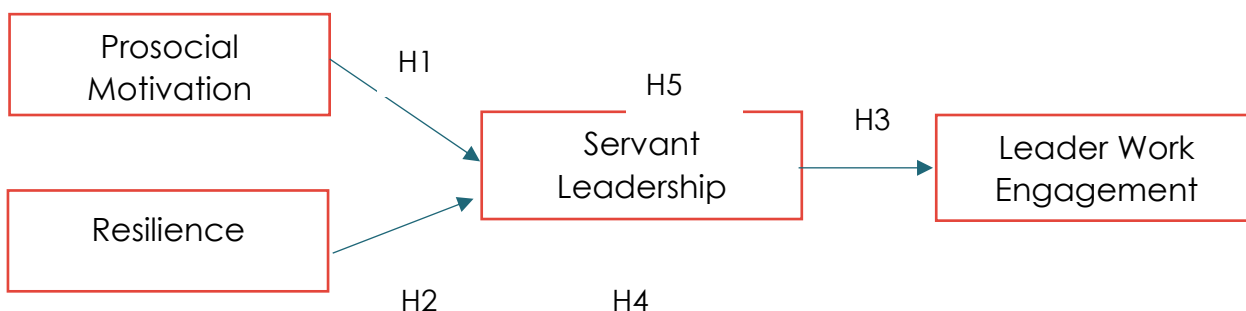 Prosocial
Motivation
H1
H5
H3
Servant
Leadership
Leader Work
Engagement
Resilience
H2
H4